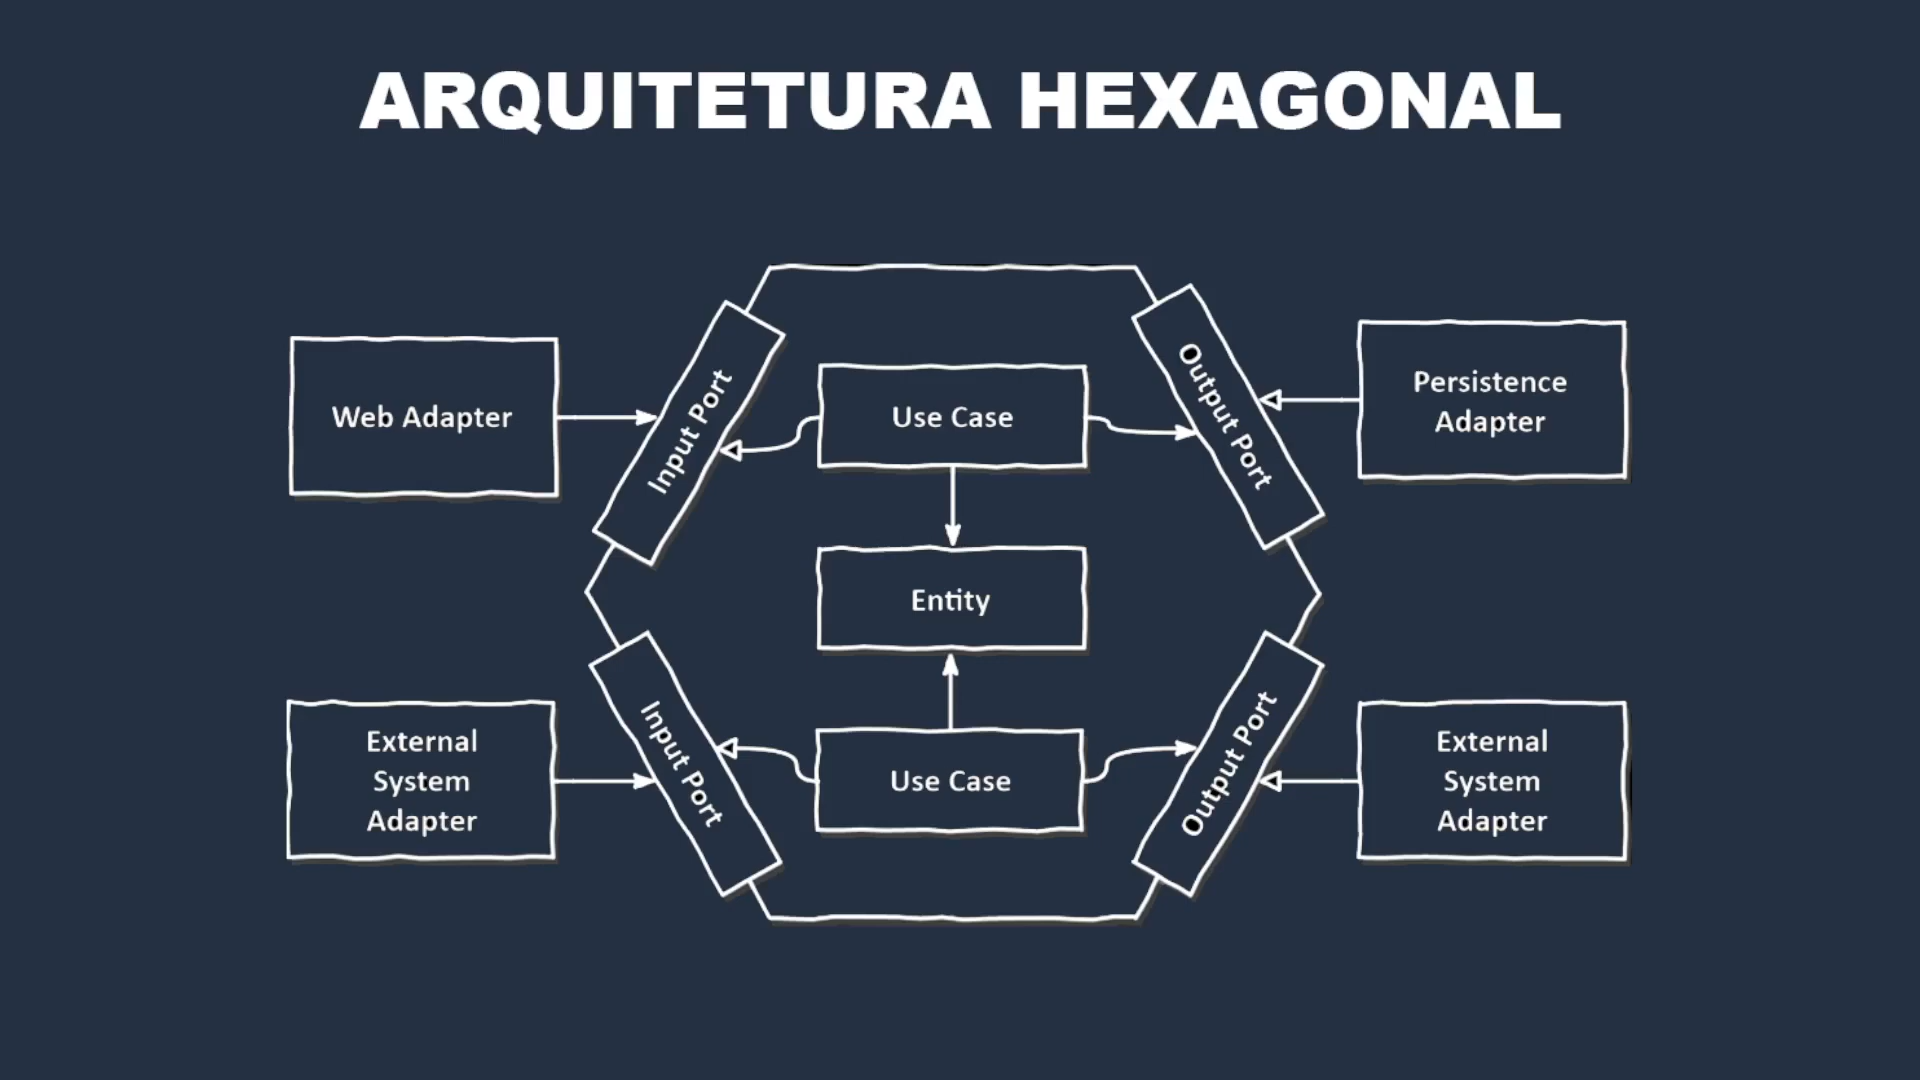 ARQUITETURA HEXAGONAL
Web Adapter
Input Port
Use Case
Output Port
Persistence
Adapter
Entity
External
System
Adapter
Input Port
Use Case
Output Port
External
System
Adapter